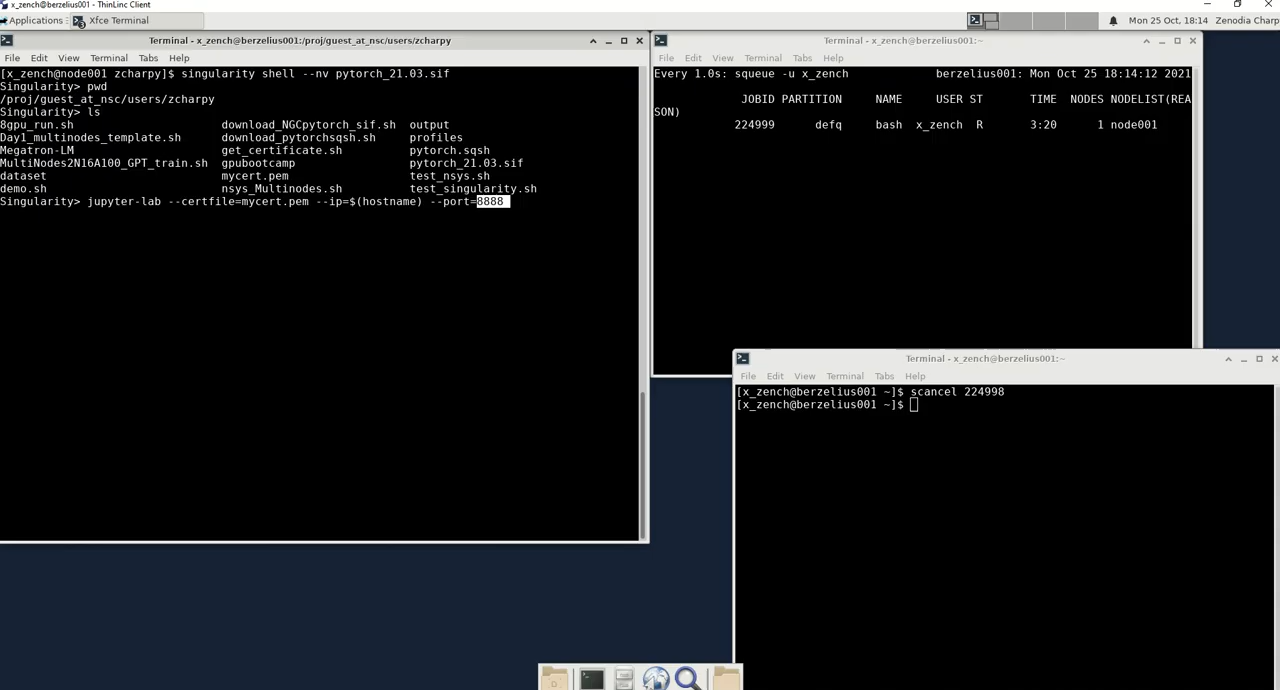 x_zench@berzelius001 - ThinLinc Client
Applications
Xfce Terminal
Mon 25 Oct, 18:14 Zenodia Charp
Terminal - x_zench@berzelius001:/proj/guest_at_nsc/users/zcharpy
File Edit View Terminal Tabs Help
[x_zench@node001 zcharpy]$ singularity shell --nv pytorch_21.03.sif
Singularity> pwd
/proj/guest_at_nsc/users/zcharpy
Singularity> ls
8gpu_run.sh download_NGCpytorch_sif.sh output
Day1_multinodes_template.sh download_pytorchsqsh.sh profiles
Megatron-LM get_certificate.sh pytorch.sqsh
MultiNodes2N16A100_GPT_train.sh gpubootcamp pytorch_21.03.sif
dataset mycert.pem test_nsys.sh
demo.sh nsys_Multinodes.sh test_singularity.sh
Singularity> jupyter-lab --certfile=mycert.pem --ip=$(hostname) --port=8888
Terminal - x_zench@berzelius001:~
File Edit View Terminal Tabs Help
Every 1.0s: squeue -u x_zench berzelius001: Mon Oct 25 18:14:12 2021
JOBID PARTITION NAME USER ST TIME NODES NODELIST(REA
SON)
224999 defq bash x_zench R 3:20 1 node001
Terminal - x_zench@berzelius001:~
File Edit View Terminal Tabs Help
[x_zench@berzelius001 ~]$ scancel 224998
[x_zench@berzelius001 ~]$